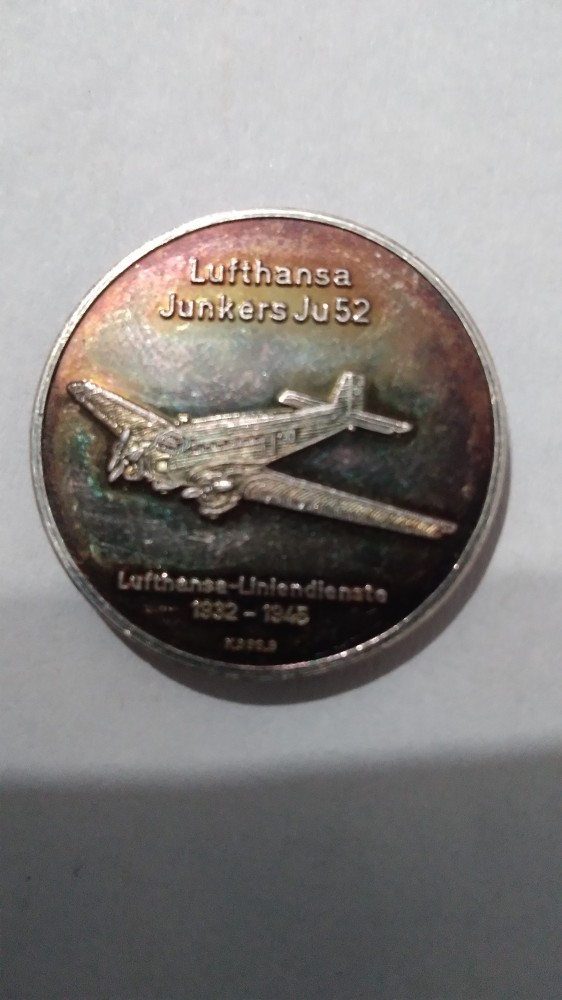 Lufthansa
Junkers Ju 52
Lufthansa-Liniendienste
1932 - 1945